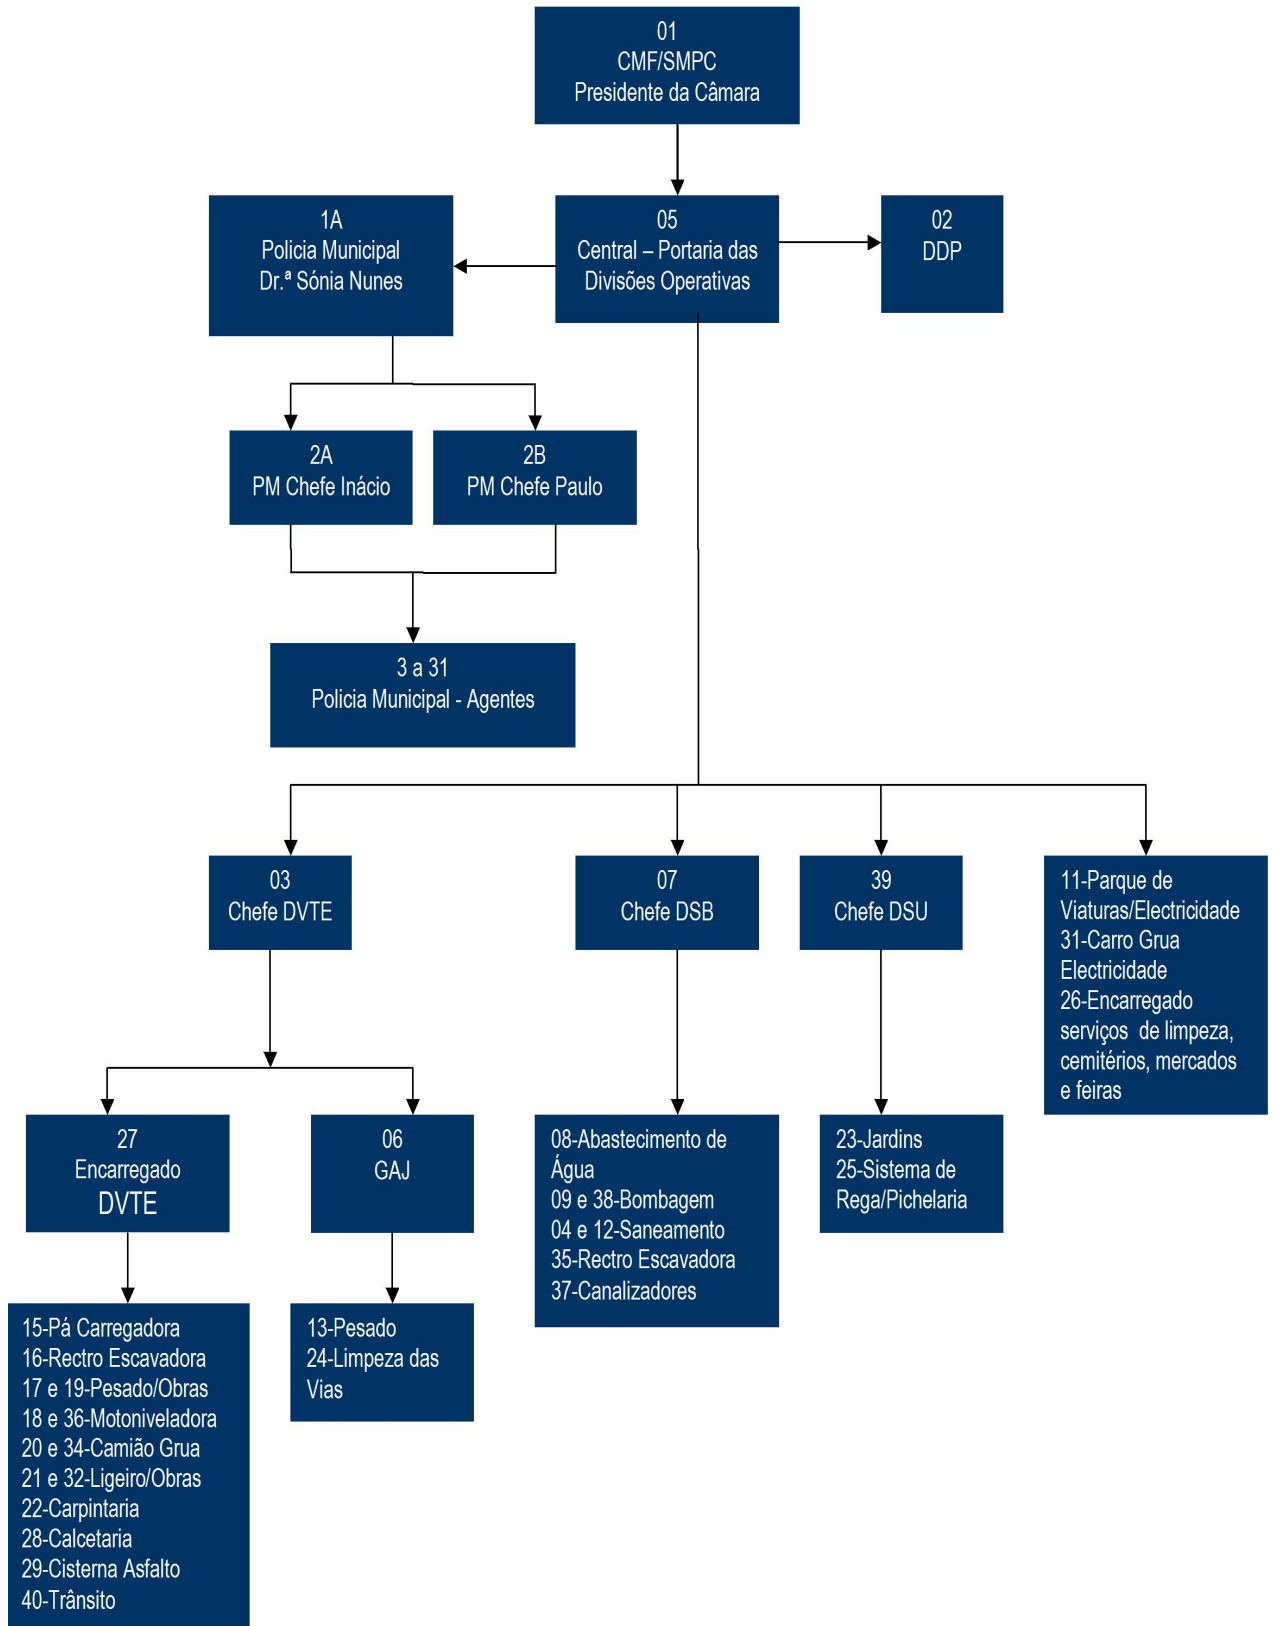 01
CMF/SMPC
Presidente da Câmara
1A
Policia Municipal
Dr.ª Sónia Nunes
05
Central – Portaria das
Divisões Operativas
02
DDP
2A
PM Chefe Inácio
2B
PM Chefe Paulo
3 a 31
Policia Municipal - Agentes
03
Chefe DVTE
07
Chefe DSB
39
Chefe DSU
11-Parque de
Viaturas/Electricidade
31-Carro Grua
Electricidade
26-Encarregado
serviços de limpeza,
cemitérios, mercados
e feiras
27
Encarregado
DVTE
06
GAJ
08-Abastecimento de
Água
09 e 38-Bombagem
04 e 12-Saneamento
35-Rectro Escavadora
37-Canalizadores
23-Jardins
25-Sistema de
Rega/Pichelaria
15-Pá Carregadora
16-Rectro Escavadora
17 e 19-Pesado/Obras
18 e 36-Motoniveladora
20 e 34-Camião Grua
21 e 32-Ligeiro/Obras
22-Carpintaria
28-Calcetaria
29-Cisterna Asfalto
40-Trânsito
13-Pesado
24-Limpeza das
Vias